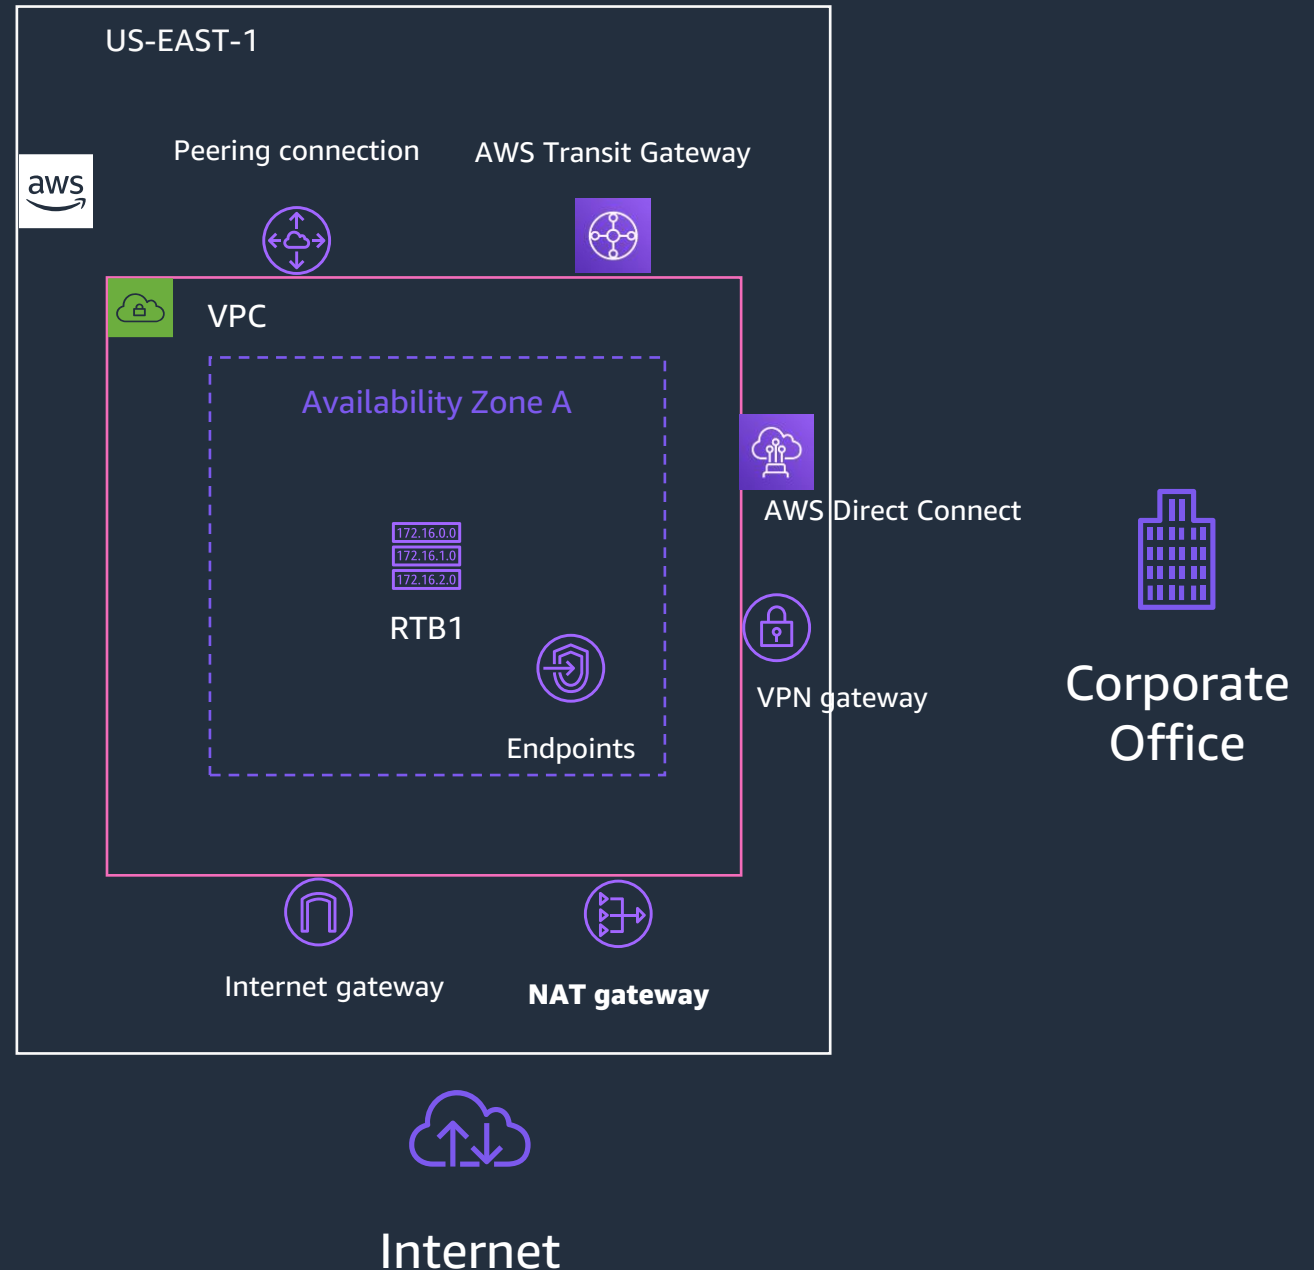 US-EAST-1
Peering connection
AWS Transit Gateway
aws
VPC
Availability Zone A
172.16.0.0
172.16.1.0
172.16.2.0
RTB1
Endpoints
AWS Direct Connect
VPN gateway
Corporate
Office
Internet gateway
NAT gateway
Internet